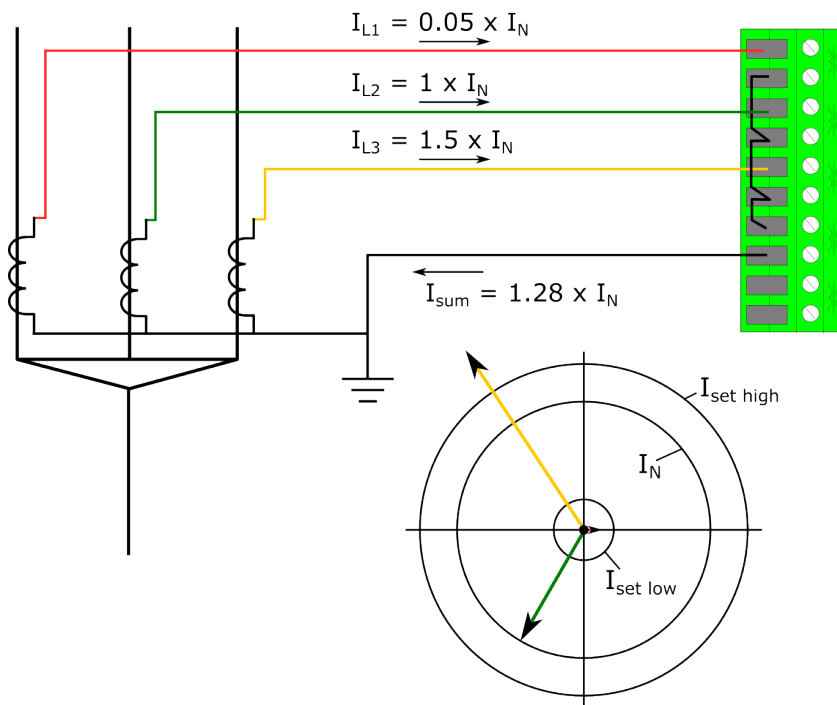 I_L1 = 0.05 x I_N
I_L2 = 1 x I_N
I_L3 = 1.5 x I_N
I_sum = 1.28 x I_N
I_set high
I_N
I_set low